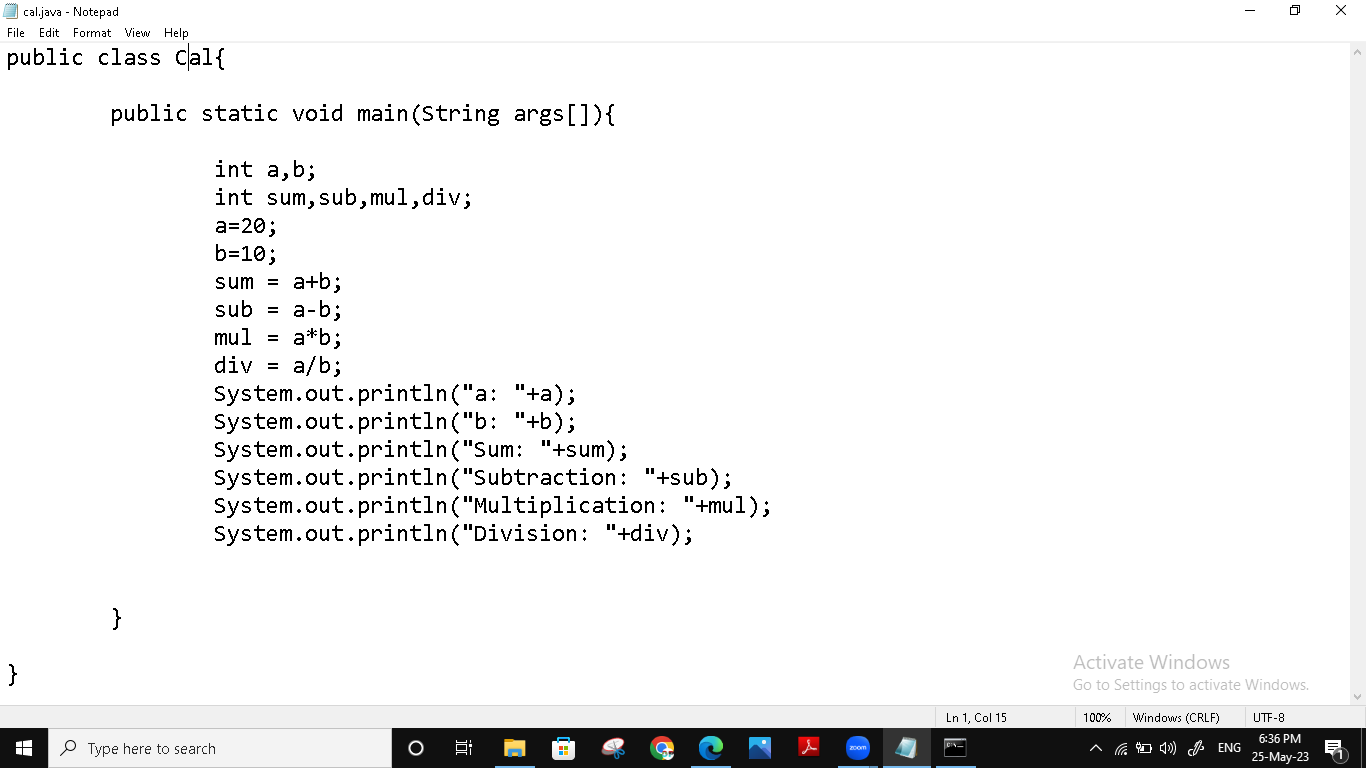 cal.java - Notepad
File Edit Format View Help
public class Cal{
public static void main(String args[]){
int a,b;
int sum,sub,mul,div;
a=20;
b=10;
sum = a+b;
sub = a-b;
mul = a*b;
div = a/b;
System.out.println("a: "+a);
System.out.println("b: "+b);
System.out.println("Sum: "+sum);
System.out.println("Subtraction: "+sub);
System.out.println("Multiplication: "+mul);
System.out.println("Division: "+div);
}
}
Activate Windows
Go to Settings to activate Windows.
Ln 1, Col 15 100% Windows (CRLF) UTF-8
Type here to search zoom ENG 6:36 PM
25-May-23 1